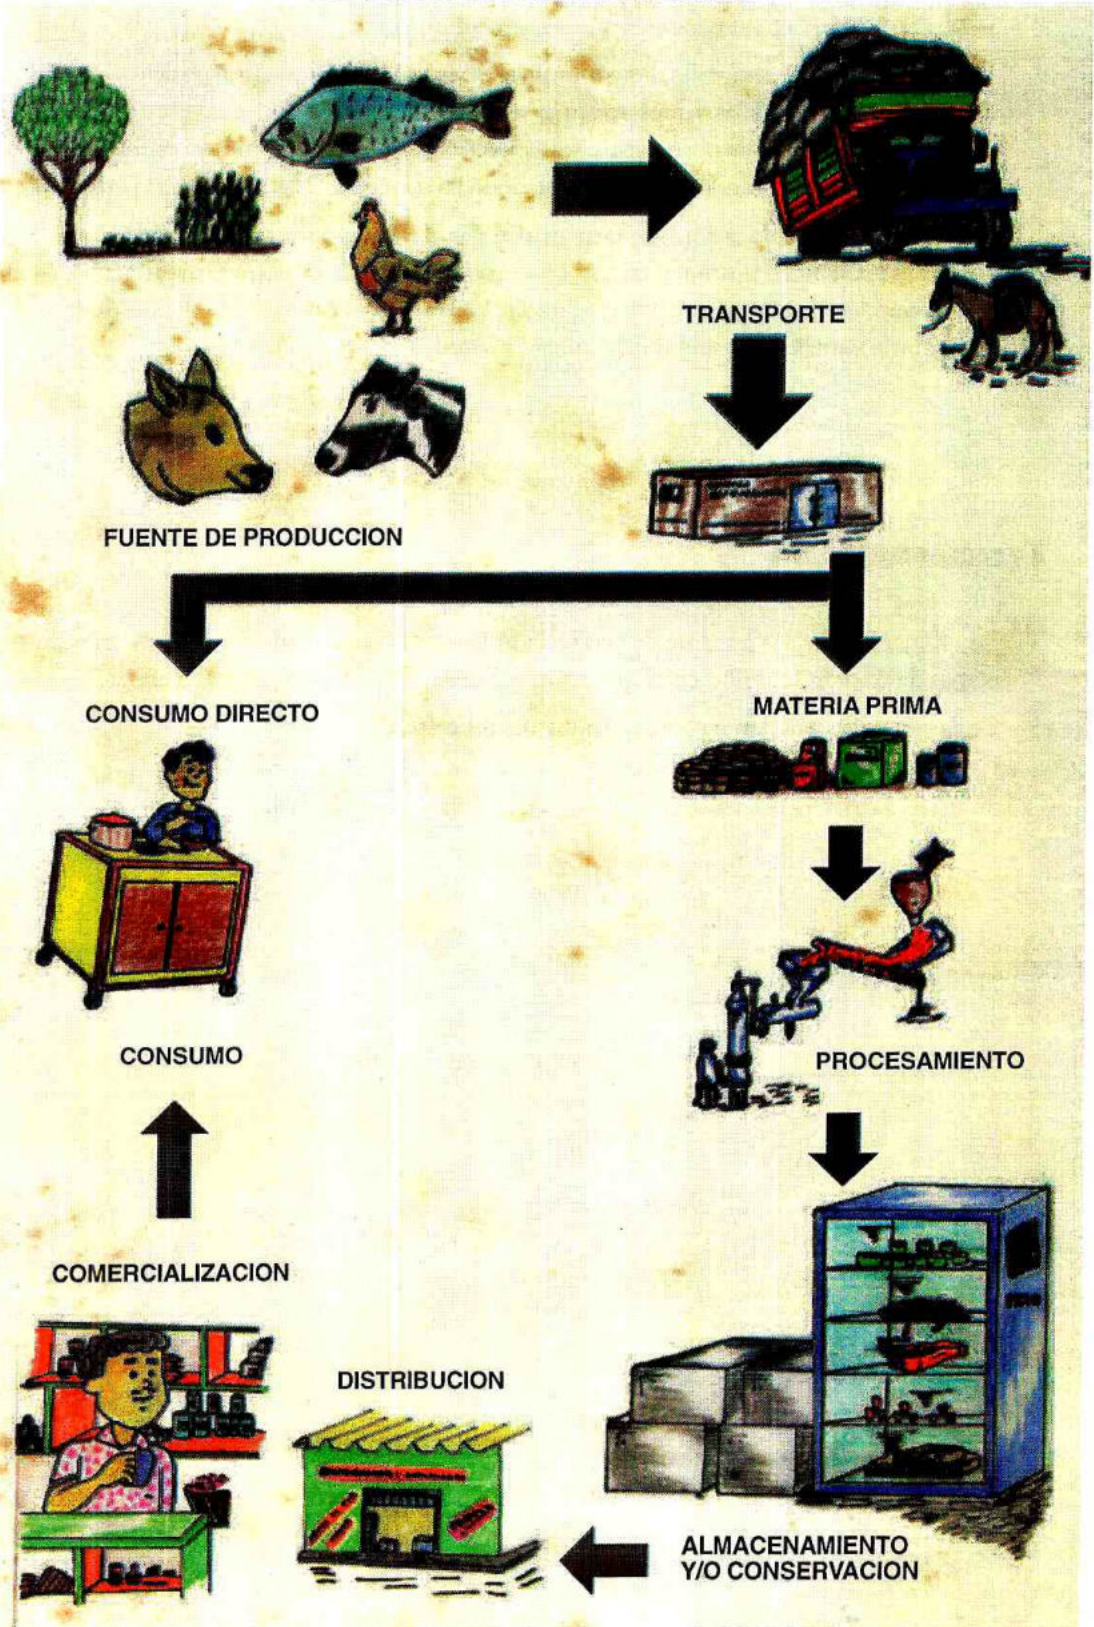 TRANSPORTE
FUENTE DE PRODUCCION
CONSUMO DIRECTO
MATERIA PRIMA
CONSUMO
PROCESAMIENTO
COMERCIALIZACION
DISTRIBUCION
ALMACENAMIENTO
Y/O CONSERVACION